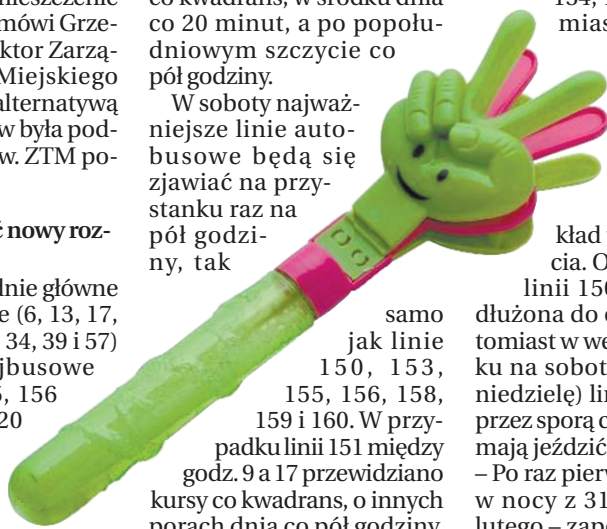 nieszczenie
mówi Grze-
ktor Zarzą-
Miejskiego
alternatywą
w była pod-
w. ZTM po-
ć nowy roz-
lnie główne
e (6, 13, 17,
34, 39 i 57)
jbusowe
6, 156
20
co kwadrans, w środku dnia
co 20 minut, a po popołu-
dniowym szczycie co
pół godziny.
W soboty najważ-
niejsze linie auto-
busowe będą się
zjawiać na przy-
stanku raz na
pół godzi-
ny, tak
samo
jak linie
150, 153,
155, 156, 158,
159 i 160. W przy-
padku linii 151 między
godz. 9 a 17 przewidziano
kursy co kwadrans, o innych
porach dnia co pół godziny.
mias
kład
cia. O
linii 150
dłużona do
tomiast w we
ku na sobot
niedzielę) lin
przez sporą c
mają jeździć
– Po raz pierw
w nocy z 31
lutego – zano